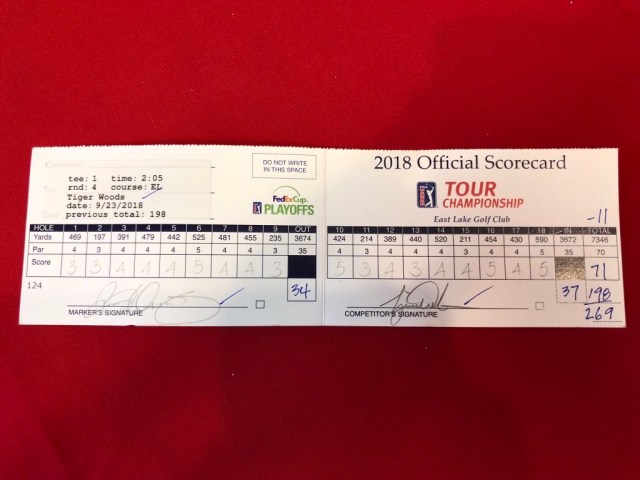 tee: 1 time: 2:05
rnd: 4 course: EL
Tiger Woods
date: 9/23/2018
previous total: 198
DO NOT WRITE
IN THIS SPACE
FedExCup
PGA TOUR PLAYOFFS
HOLE 1 2 3 4 5 6 7 8 9 OUT
Yards 469 197 391 479 442 525 481 455 235 3674
Par 4 3 4 4 4 5 4 4 3 35
Score 3 3 4 4 4 5 4 4 3
34
124
MARKER'S SIGNATURE
2018 Official Scorecard
PGA TOUR
TOUR
CHAMPIONSHIP
East Lake Golf Club
-11
10 11 12 13 14 15 16 17 18 IN TOTAL
424 214 389 440 520 211 454 430 590 3672 7346
4 3 4 4 4 3 4 4 5 35 70
5 3 4 4 4 3 5 4 5 71
37 198
269
COMPETITOR'S SIGNATURE